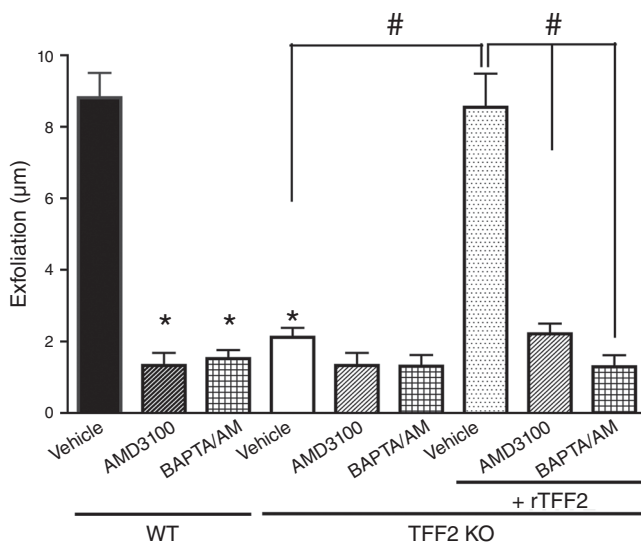 # #
10
8
6
4
2
0
Exfoliation (µm)
* * *
Vehicle
AMD3100
BAPTA/AM
Vehicle
AMD3100
BAPTA/AM
Vehicle
AMD3100
BAPTA/AM
+ rTFF2
WT TFF2 KO